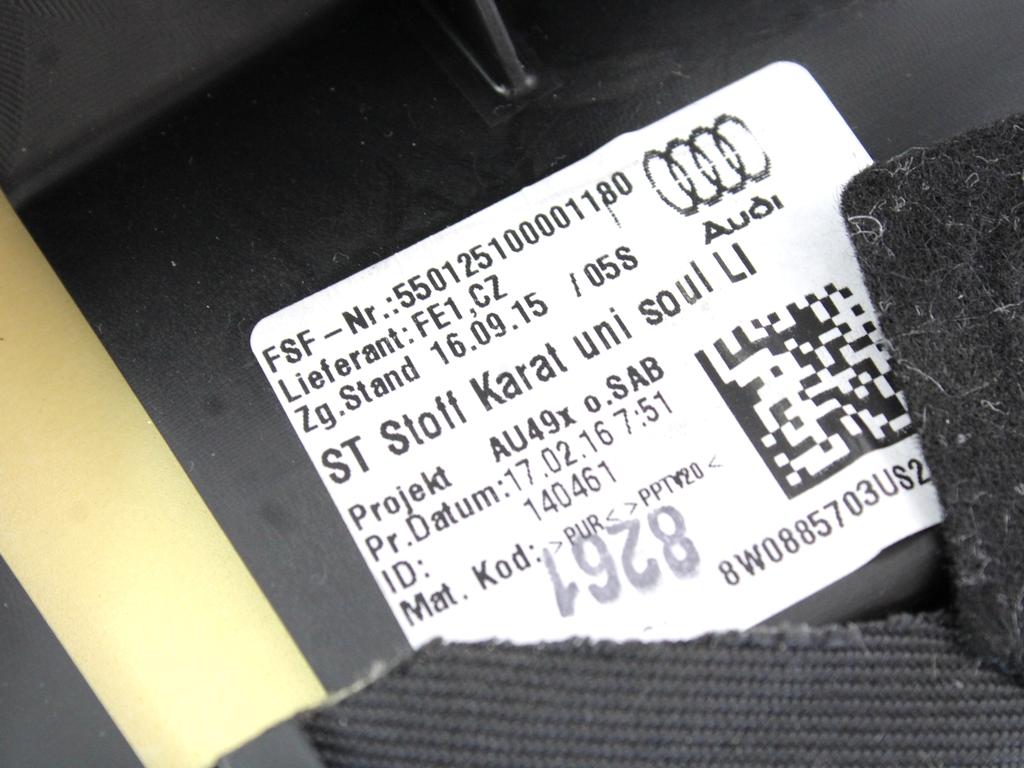 FSF-Nr.:550125100001180
Lieferant:FE1,CZ
Zg.Stand 16.09.15 /05S
Audi
ST Stoff Karat uni soul LI
Projekt AU49x o.SAB
Pr.Datum:17.02.16 7:51
ID: 140461
Mat. Kod: >PUR< >PPTV20<
8261
8W0885703US2